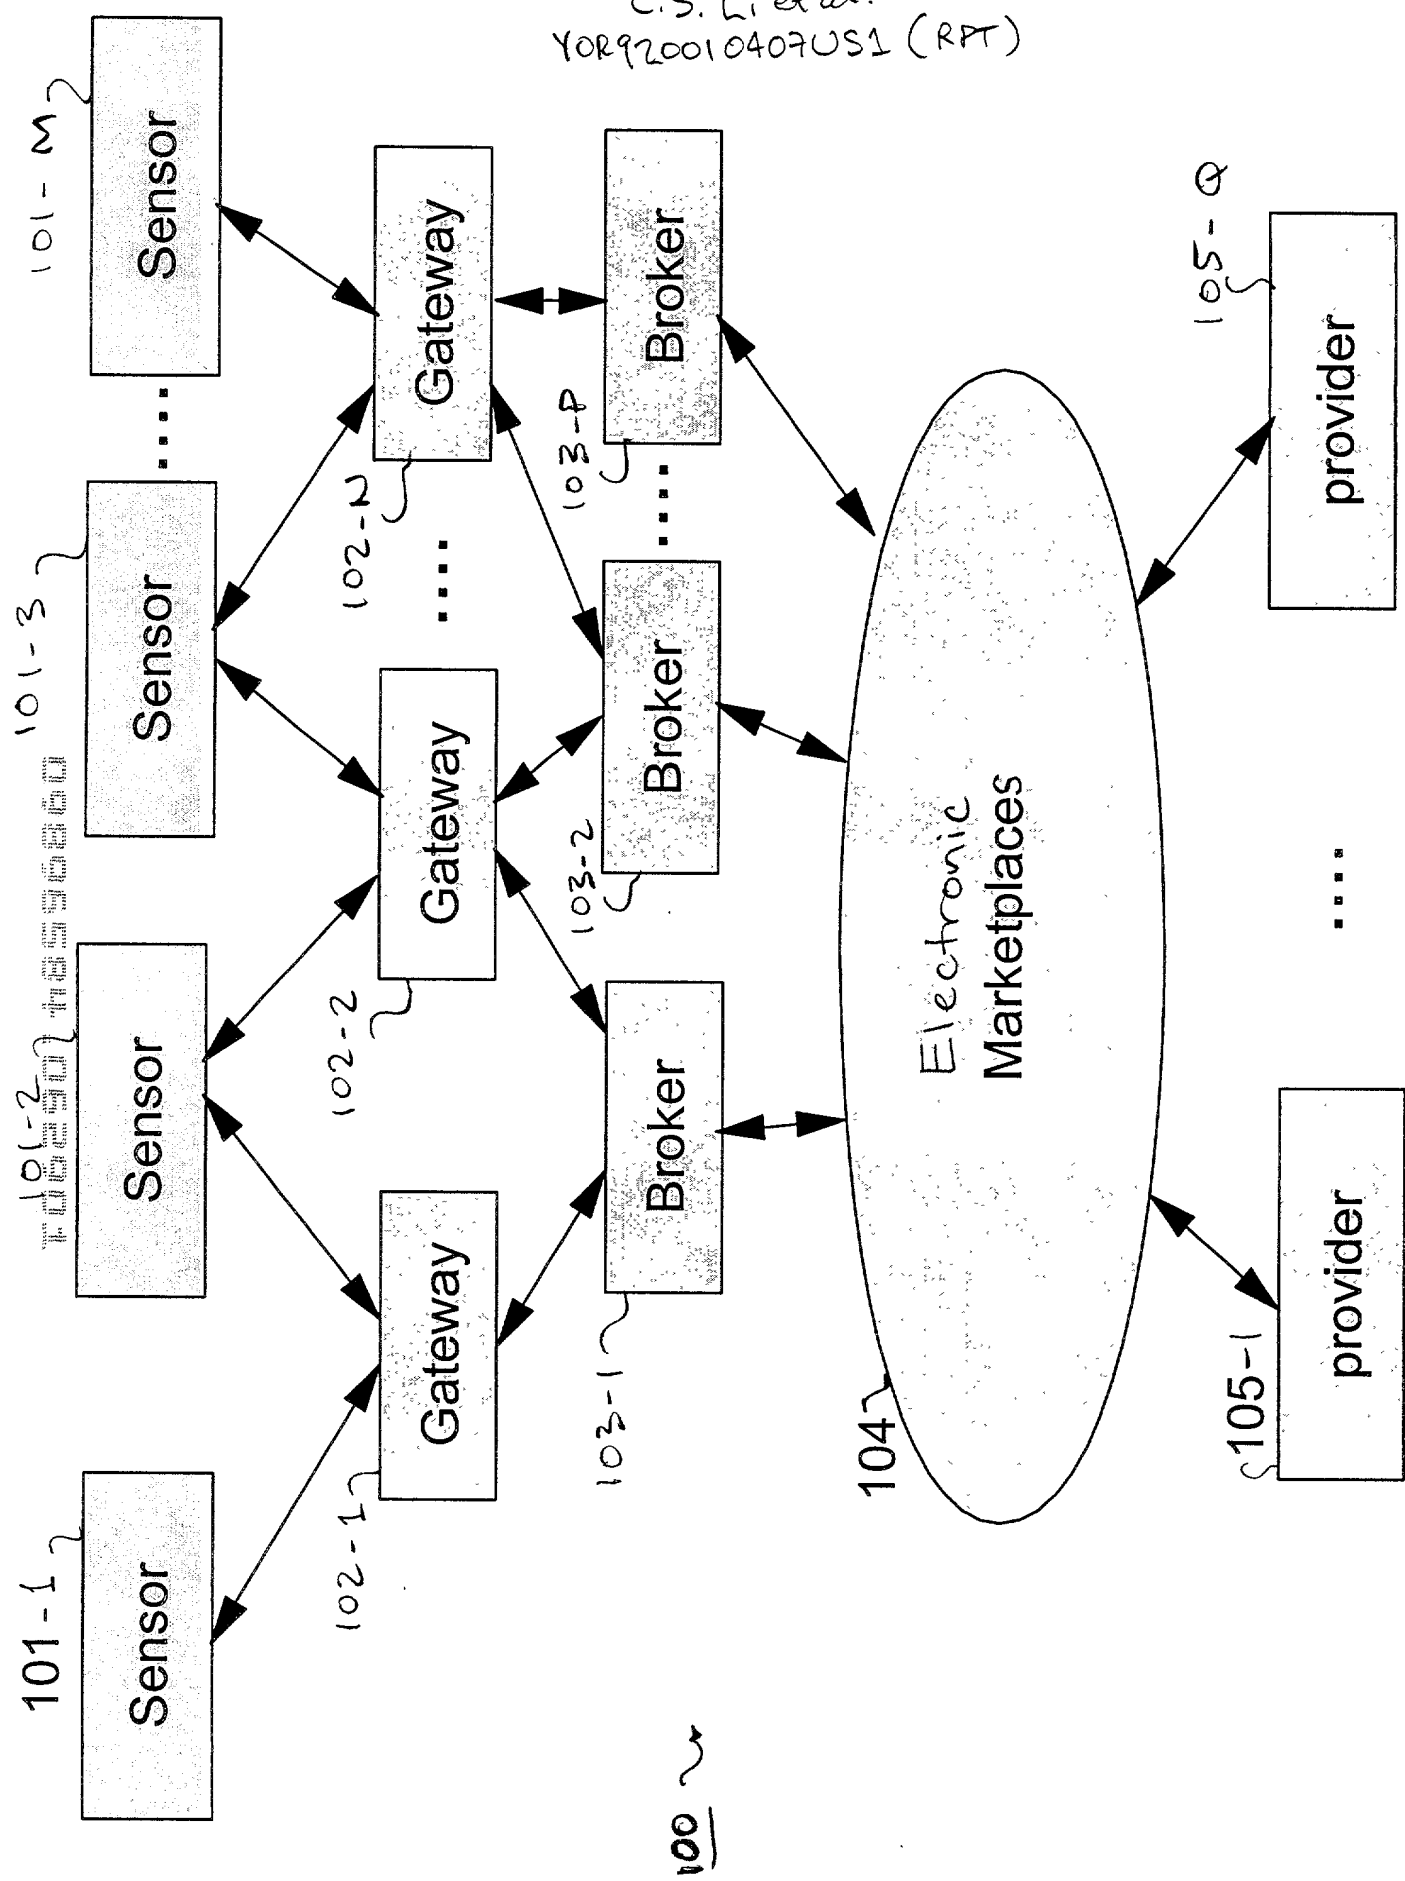 C.S. Li et al.
YOR920010407US1 (RPT)
101-1
101-2
101-3
101-M
Sensor
Sensor
Sensor
....
Sensor
102-1
102-2
102-N
Gateway
Gateway
....
Gateway
103-1
103-2
103-P
Broker
Broker
....
Broker
104
Electronic
Marketplaces
105-1
105-Q
provider
....
provider
100